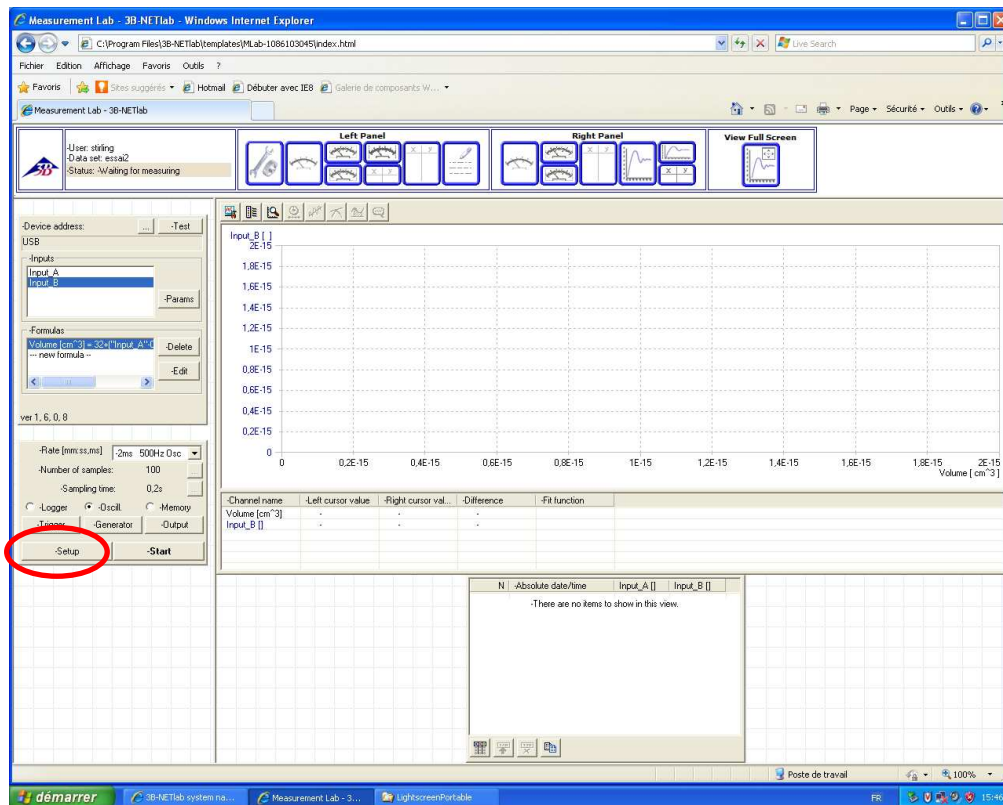 Measurement Lab - 3B-NETlab - Windows Internet Explorer
C:\Program Files\3B-NETlab\templates\MLab-1086103045\index.html
Live Search
Fichier Edition Affichage Favoris Outils ?
Favoris Sites suggérés Hotmail Débuter avec IE8 Galerie de composants W...
Measurement Lab - 3B-NETlab
Page Sécurité Outils
3B
-User: stirling
-Data set: essai2
-Status: -Waiting for measuring
Left Panel
x y
x y
Right Panel
x y
x y
View Full Screen
-Device address:
...
-Test
USB
-Inputs
Input_A
Input_B
-Params
-Formulas
Volume [cm^3] = 32+("Input_A"-0
--- new formula --
-Delete
-Edit
ver 1, 6, 0, 8
-Rate [mm:ss,ms] -2ms 500Hz Osc
-Number of samples: 100
-Sampling time: 0,2s
-Logger -Oscill. -Memory
-Trigger -Generator -Output
-Setup -Start
Input_B [ ]
2E-15
1,8E-15
1,6E-15
1,4E-15
1,2E-15
1E-15
0,8E-15
0,6E-15
0,4E-15
0,2E-15
0
0 0,2E-15 0,4E-15 0,6E-15 0,8E-15 1E-15 1,2E-15 1,4E-15 1,6E-15 1,8E-15 2E-15
Volume [ cm^3 ]
-Channel name -Left cursor value -Right cursor val... -Difference -Fit function
Volume [cm^3] - - -
Input_B [] - - -
N -Absolute date/time Input_A [] Input_B []
-There are no items to show in this view.
Poste de travail 100%
démarrer 3B-NETlab system na... Measurement Lab - 3... LightscreenPortable FR